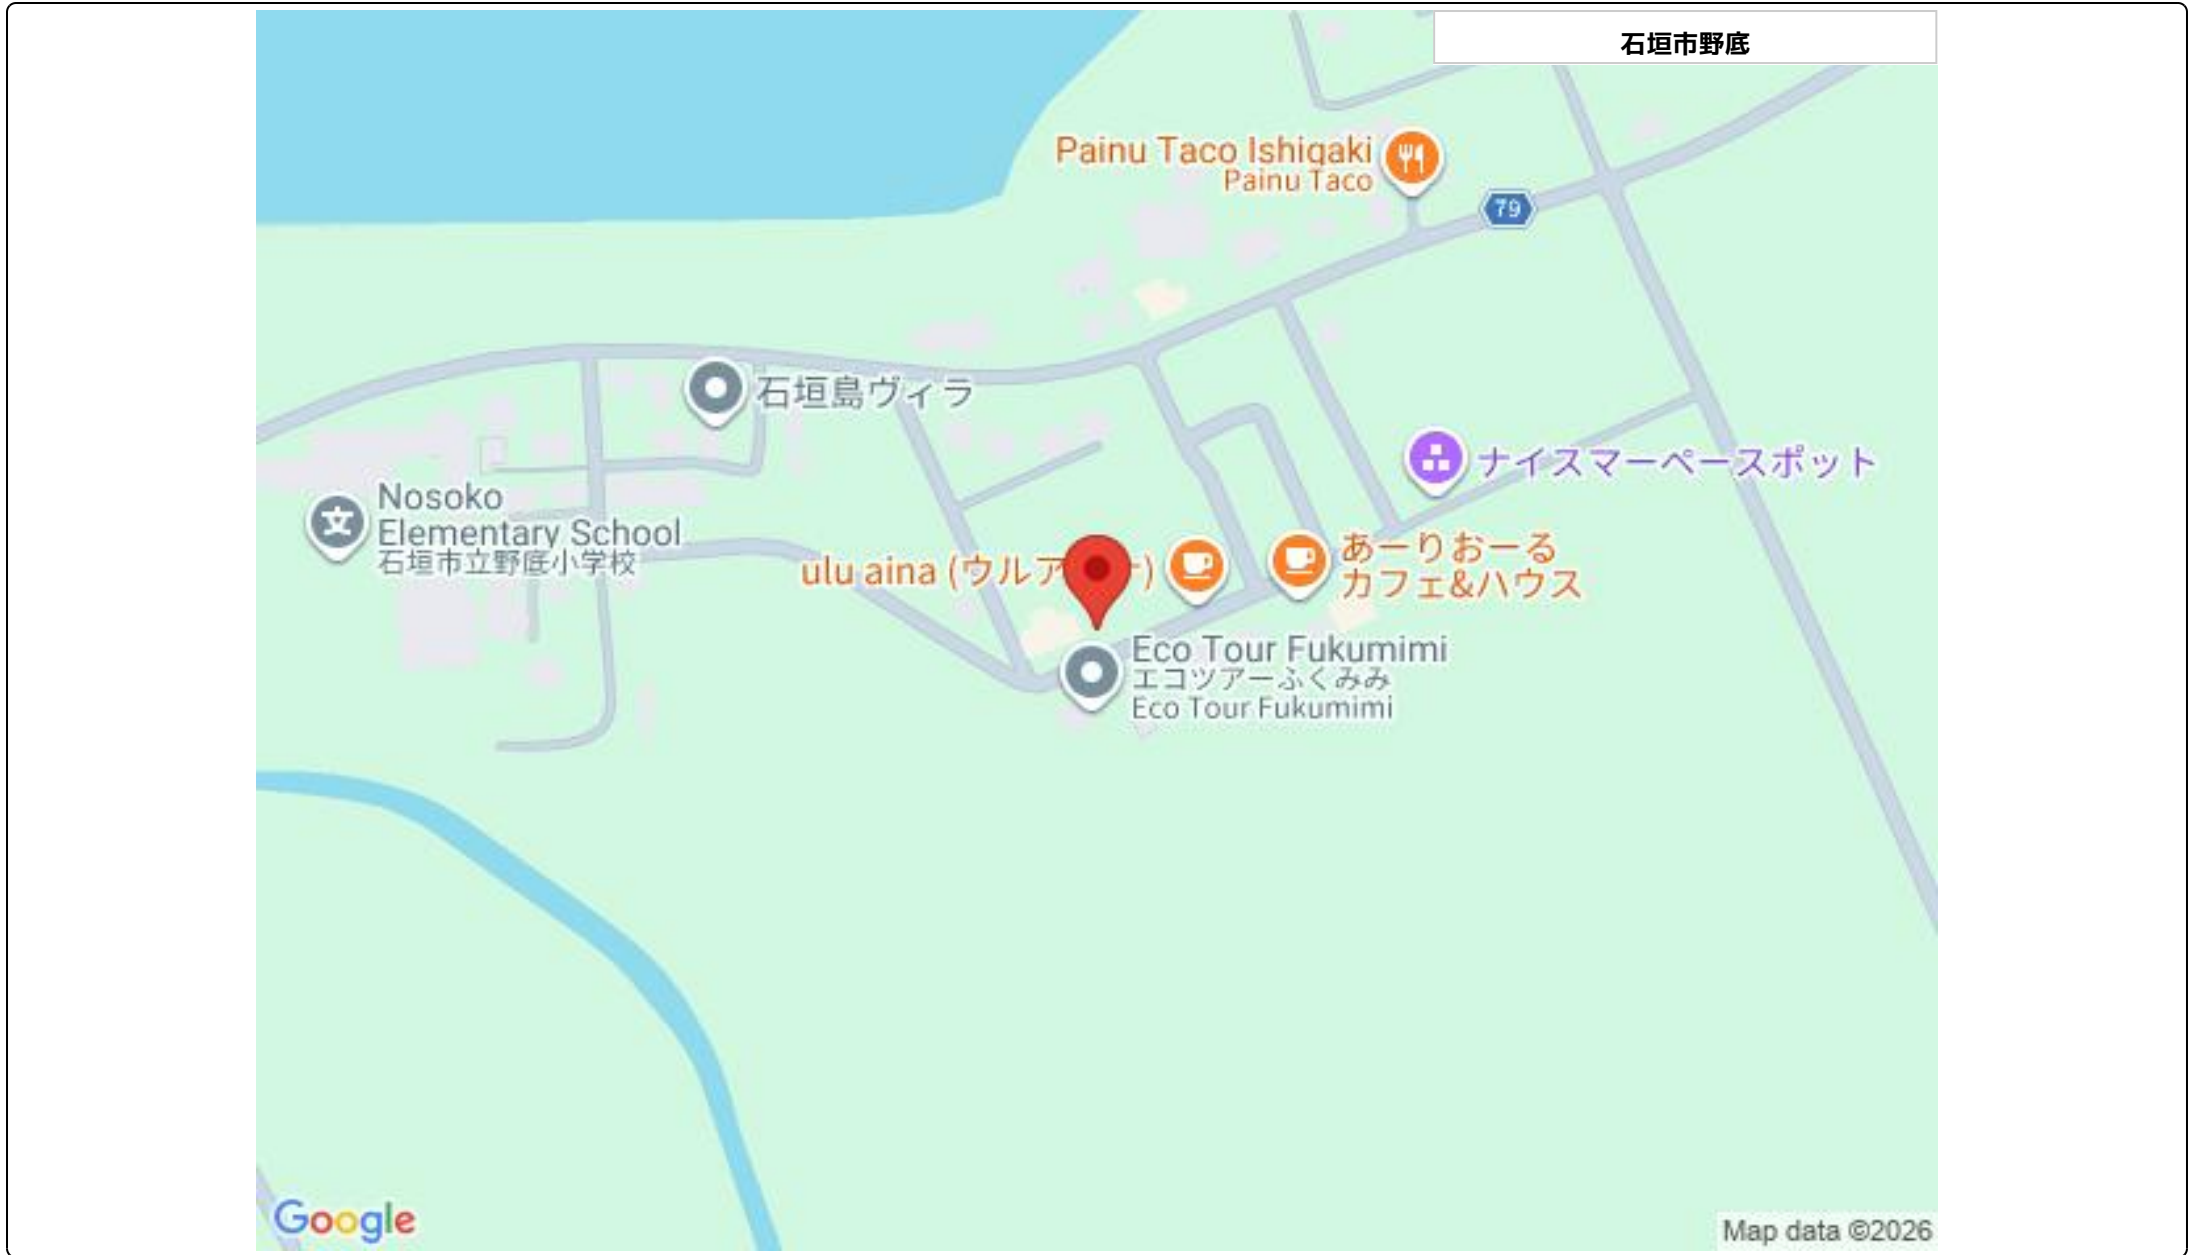 石垣市野底
Painu Taco Ishigaki
Painu Taco
79
石垣島ヴィラ
ナイスマーペースポット
Nosoko
Elementary School
石垣市立野底小学校
あーりおーる
カフェ&ハウス
ulu aina (ウルア
Eco Tour Fukumimi
エコツアーふくみみ
Eco Tour Fukumimi
Google
Map data ©2026